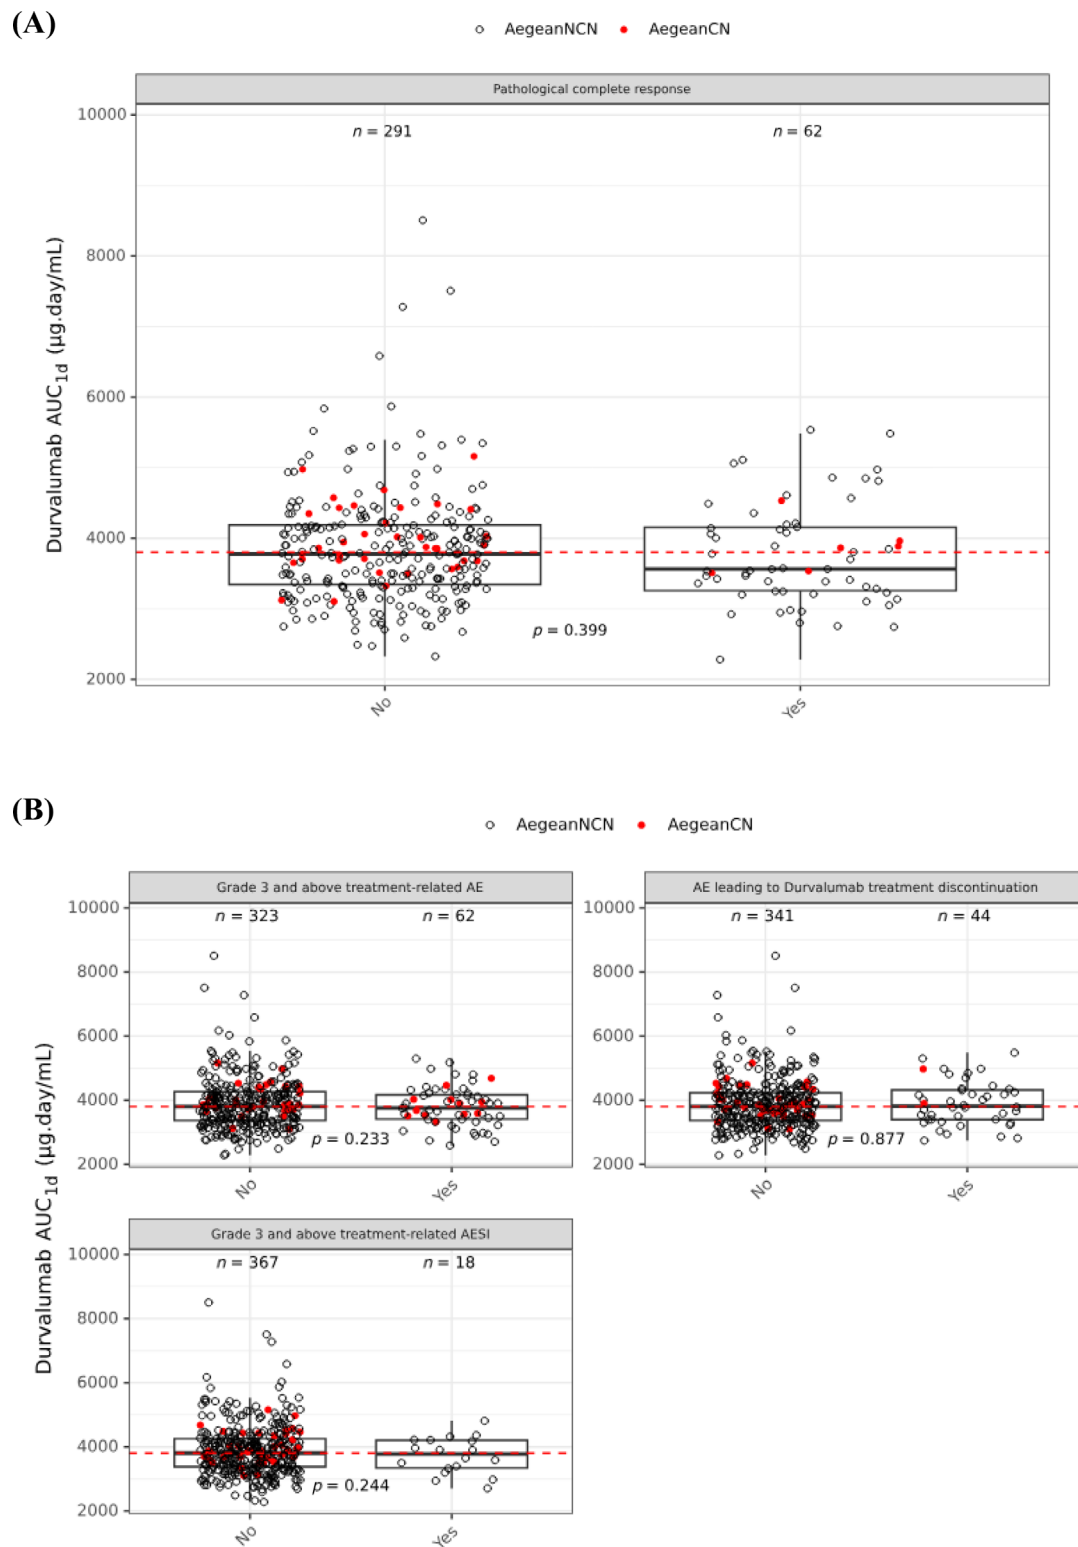 (A)
AegeanNCN AegeanCN
Pathological complete response
n = 291 n = 62
10000
8000
6000
4000
2000
Durvalumab AUC1d (µg.day/mL)
p = 0.399
No Yes
(B)
AegeanNCN AegeanCN
Grade 3 and above treatment-related AE
n = 323 n = 62
10000
8000
6000
4000
2000
p = 0.233
No Yes
AE leading to Durvalumab treatment discontinuation
n = 341 n = 44
10000
8000
6000
4000
2000
p = 0.877
No Yes
Durvalumab AUC1d (µg.day/mL)
Grade 3 and above treatment-related AESI
n = 367 n = 18
10000
8000
6000
4000
2000
p = 0.244
No Yes